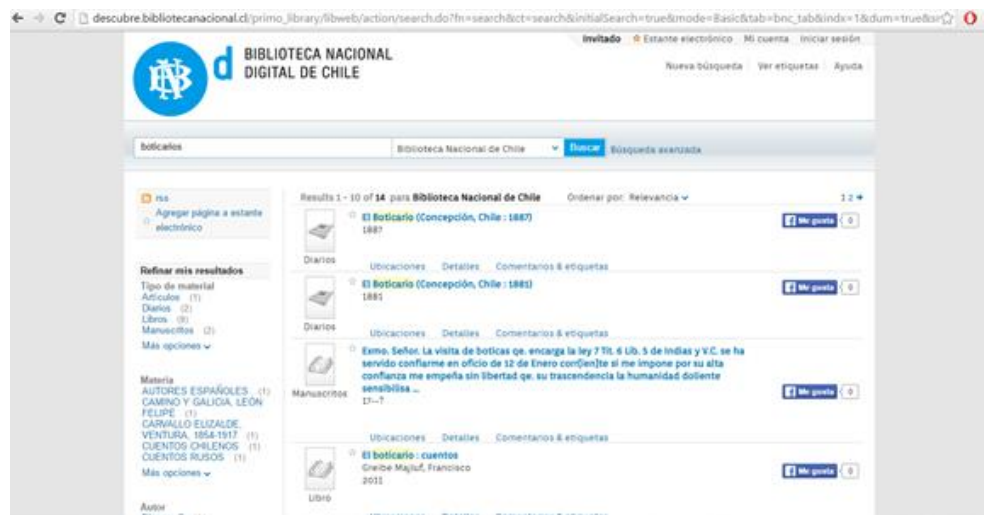 descubre.bibliotecanacional.cl/primo_library/libweb/action/search.do?fn=search&ct=search&initialSearch=true&mode=Basic&tab=bnc_tab&indx=1&dum=true&sr
Invitado Estante electrónico Mi cuenta Iniciar sesión
BIBLIOTECA NACIONAL
DIGITAL DE CHILE
d
Nueva búsqueda Ver etiquetas Ayuda
boticarios Biblioteca Nacional de Chile Buscar Búsqueda avanzada
rss
Agregar página a estante
electrónico
Results 1 - 10 of 14 para Biblioteca Nacional de Chile Ordenar por: Relevancia 1 2
El Boticario (Concepción, Chile : 1887)
1887
Me gusta 0
Diarios
Ubicaciones Detalles Comentarios & etiquetas
El Boticario (Concepción, Chile : 1881)
1881
Me gusta 0
Diarios
Ubicaciones Detalles Comentarios & etiquetas
Exmo. Señor. La visita de boticas qe. encarga la ley 7 Tit. 6 Lib. 5 de Indias y V.C. se ha
servido confiarme en oficio de 12 de Enero corr[ien]te si me impone por su alta
confianza me empeña sin libertad qe. su trascendencia la humanidad doliente
sensibilisa ...
17--?
Me gusta 0
Manuscritos
Ubicaciones Detalles Comentarios & etiquetas
El boticario : cuentos
Greibe Majluf, Francisco
2011
Me gusta 0
Libro
Refinar mis resultados
Tipo de material
Artículos (1)
Diarios (2)
Libros (9)
Manuscritos (2)
Más opciones
Materia
AUTORES ESPAÑOLES (1)
CAMINO Y GALICIA, LEÓN
FELIPE (1)
CARVALLO ELIZALDE,
VENTURA, 1854-1917 (1)
CUENTOS CHILENOS (1)
CUENTOS RUSOS (1)
Más opciones
Autor